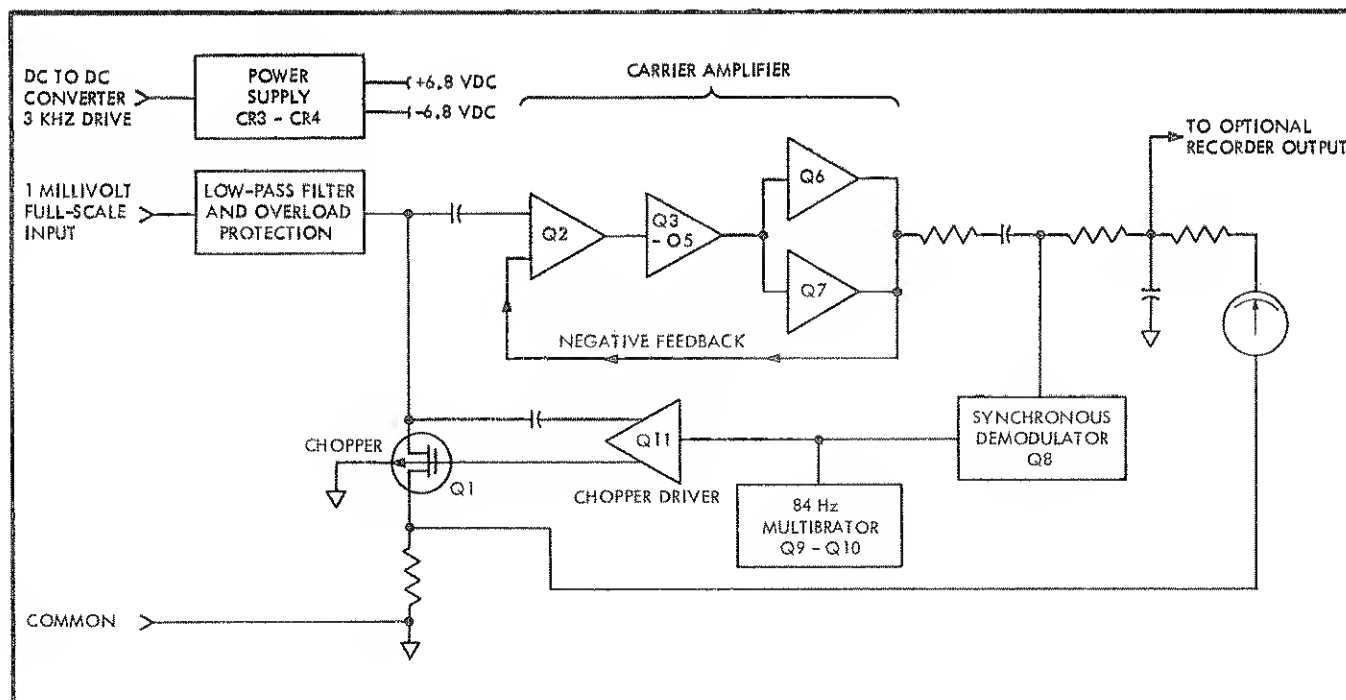 DC TO DC
CONVERTER
3 KHZ DRIVE
POWER
SUPPLY
CR3 - CR4
+6.8 VDC
-6.8 VDC
CARRIER AMPLIFIER
TO OPTIONAL
RECORDER OUTPUT
1 MILLIVOLT
FULL-SCALE
INPUT
LOW-PASS FILTER
AND OVERLOAD
PROTECTION
Q2
Q3
- O5
Q6
Q7
NEGATIVE FEEDBACK
CHOPPER
Q1
Q11
CHOPPER DRIVER
SYNCHRONOUS
DEMODULATOR
Q8
84 Hz
MULTIBRATOR
Q9 - Q10
COMMON